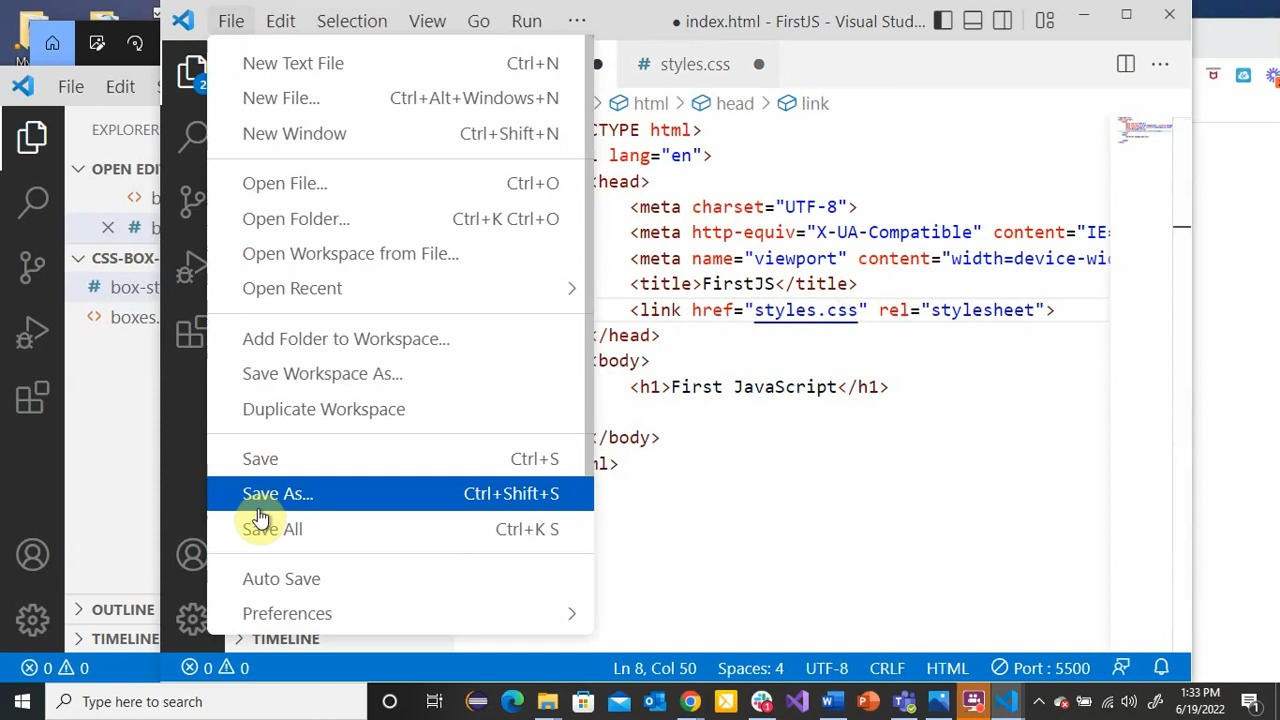 File Edit Selection View Go Run ··· ● index.html - FirstJS - Visual Stud...
File Edit
New Text File Ctrl+N
New File... Ctrl+Alt+Windows+N
New Window Ctrl+Shift+N
Open File... Ctrl+O
Open Folder... Ctrl+K Ctrl+O
Open Workspace from File...
Open Recent
Add Folder to Workspace...
Save Workspace As...
Duplicate Workspace
Save Ctrl+S
Save As... Ctrl+Shift+S
Save All Ctrl+K S
Auto Save
Preferences
EXPLORER
OPEN EDI
b
# b
CSS-BOX-
# box-st
boxes.
OUTLINE
TIMELINE
TIMELINE
2
# styles.css
html > head > link
CTYPE html>
lang="en">
head>
<meta charset="UTF-8">
<meta http-equiv="X-UA-Compatible" content="IE
<meta name="viewport" content="width=device-wi
<title>FirstJS</title>
<link href="styles.css" rel="stylesheet">
/head>
body>
<h1>First JavaScript</h1>
/body>
ml>
0 0
0 0
Ln 8, Col 50 Spaces: 4 UTF-8 CRLF HTML Port : 5500
Type here to search
1:33 PM
6/19/2022